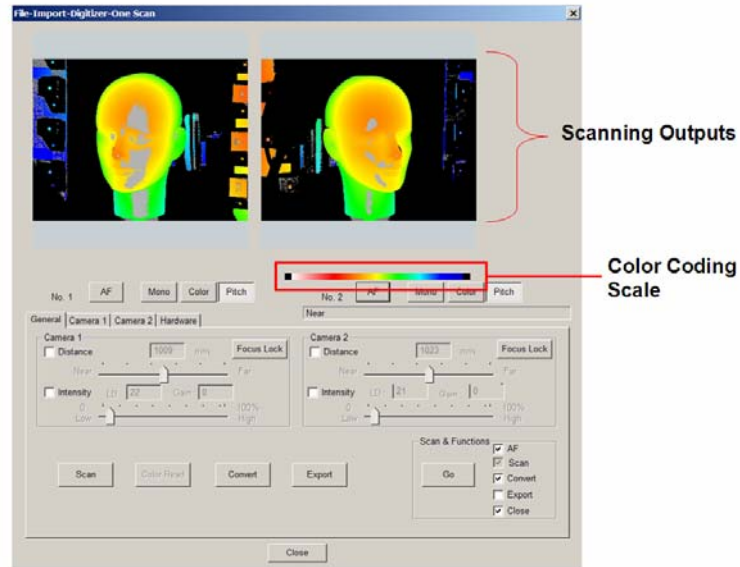 File-Import-Digitizer-One Scan
Scanning Outputs
Color Coding
Scale
No. 1 AF Mono Color Pitch
No. 2 AF Mono Color Pitch
Near
General Camera 1 Camera 2 Hardware
Camera 1
Distance 1009 mm Focus Lock
Near Far
Intensity LD 22 Gain 0
0 100%
Low High
Camera 2
Distance 1023 mm Focus Lock
Near Far
Intensity LD 21 Gain 0
0 100%
Low High
Scan Color Read Convert Export
Scan & Functions
Go
AF
Scan
Convert
Export
Close
Close